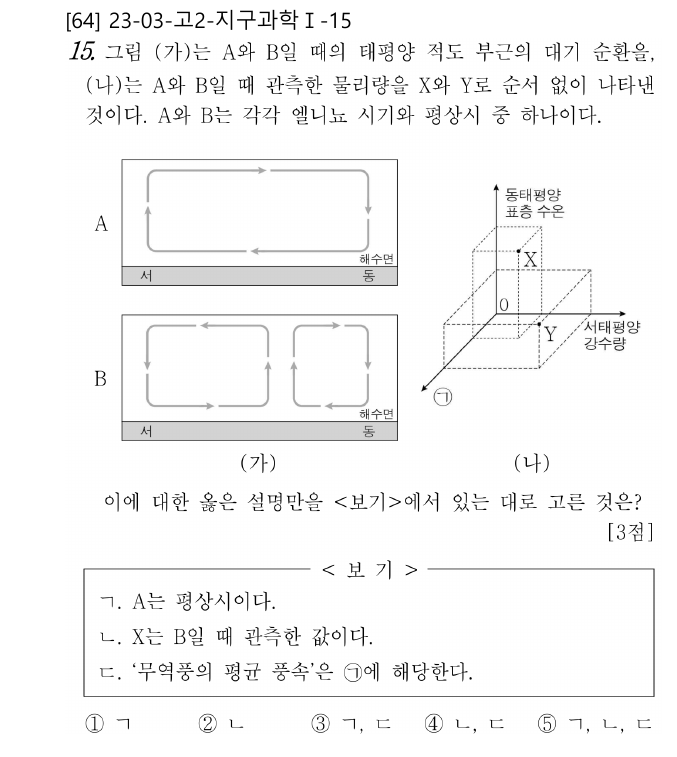 [64] 23-03-고2-지구과학Ⅰ-15
15. 그림 (가)는 A와 B일 때의 태평양 적도 부근의 대기 순환을,
(나)는 A와 B일 때 관측한 물리량을 X와 Y로 순서 없이 나타낸
것이다. A와 B는 각각 엘니뇨 시기와 평상시 중 하나이다.
A
해수면
서 동
B
해수면
서 동
(가)
동태평양
표층 수온
X
O
Y
서태평양
강수량
㉠
(나)
이에 대한 옳은 설명만을 <보기>에서 있는 대로 고른 것은?
[3점]
< 보 기 >
ㄱ. A는 평상시이다.
ㄴ. X는 B일 때 관측한 값이다.
ㄷ. ‘무역풍의 평균 풍속’은 ㉠에 해당한다.
① ㄱ ② ㄴ ③ ㄱ, ㄷ ④ ㄴ, ㄷ ⑤ ㄱ, ㄴ, ㄷ